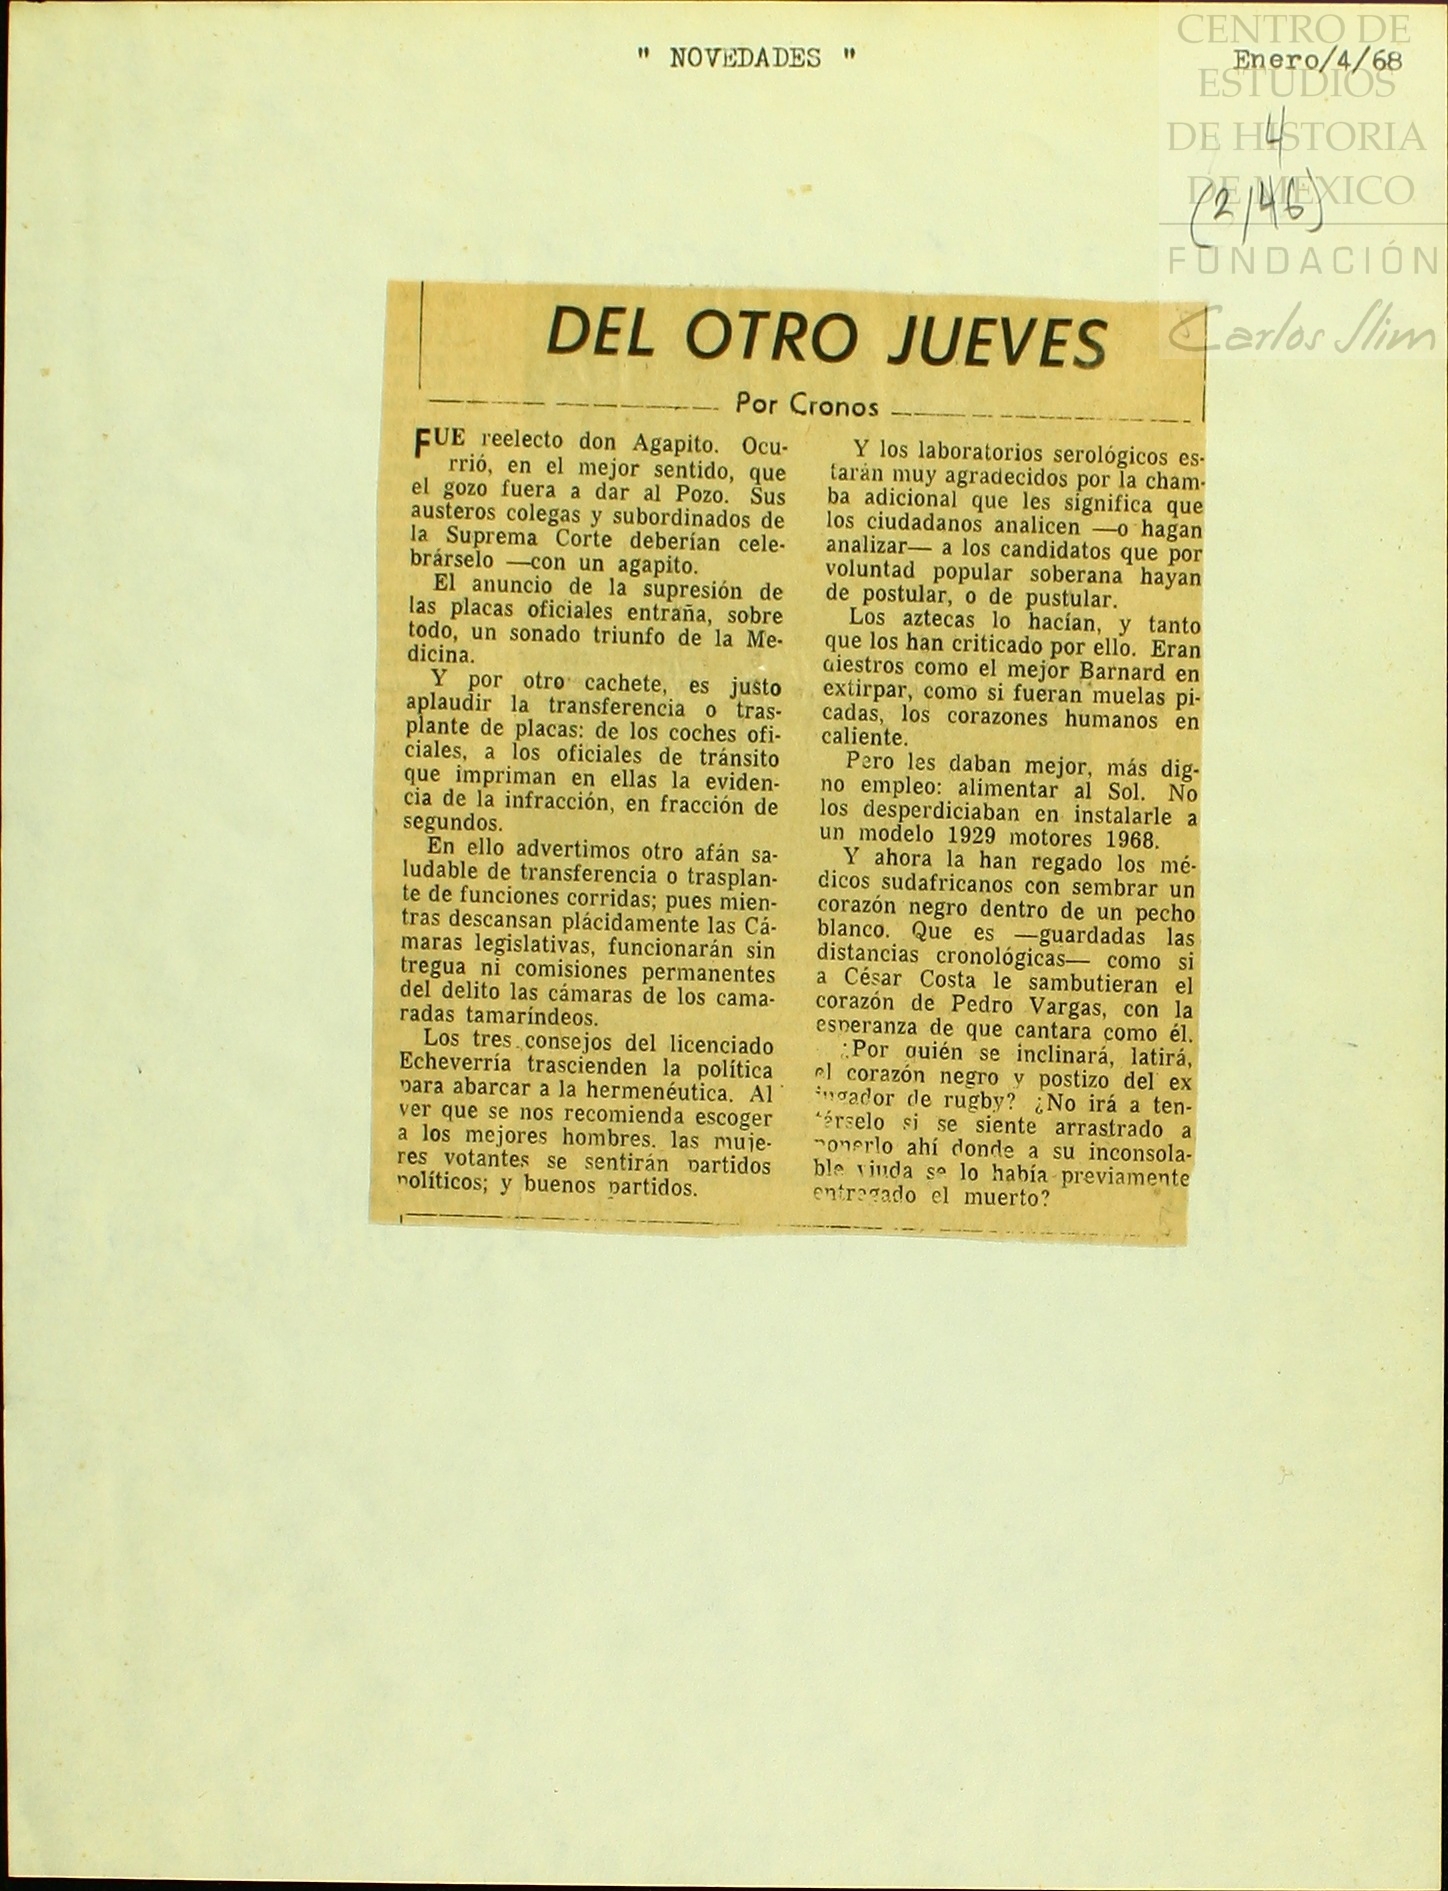 " NOVEDADES "
Enero/4/68
CENTRO DE
ESTUDIOS
DE HISTORIA
DE MÉXICO
FUNDACIÓN
Carlos Slim
4
(2/46)
DEL OTRO JUEVES
Por Cronos
FUE reelecto don Agapito. Ocu-
rrió, en el mejor sentido, que
el gozo fuera a dar al Pozo. Sus
austeros colegas y subordinados de
la Suprema Corte deberían cele-
brárselo —con un agapito.
El anuncio de la supresión de
las placas oficiales entraña, sobre
todo, un sonado triunfo de la Me-
dicina.
Y por otro cachete, es justo
aplaudir la transferencia o tras-
plante de placas: de los coches ofi-
ciales, a los oficiales de tránsito
que impriman en ellas la eviden-
cia de la infracción, en fracción de
segundos.
En ello advertimos otro afán sa-
ludable de transferencia o trasplan-
te de funciones corridas; pues mien-
tras descansan plácidamente las Cá-
maras legislativas, funcionarán sin
tregua ni comisiones permanentes
del delito las cámaras de los cama-
radas tamaríndeos.
Los tres consejos del licenciado
Echeverría trascienden la política
para abarcar a la hermenéutica. Al
ver que se nos recomienda escoger
a los mejores hombres. las muje-
res votantes se sentirán partidos
políticos; y buenos partidos.
Y los laboratorios serológicos es-
tarán muy agradecidos por la cham-
ba adicional que les significa que
los ciudadanos analicen —o hagan
analizar— a los candidatos que por
voluntad popular soberana hayan
de postular, o de pustular.
Los aztecas lo hacían, y tanto
que los han criticado por ello. Eran
diestros como el mejor Barnard en
extirpar, como si fueran muelas pi-
cadas, los corazones humanos en
caliente.
Pero les daban mejor, más dig-
no empleo: alimentar al Sol. No
los desperdiciaban en instalarle a
un modelo 1929 motores 1968.
Y ahora la han regado los mé-
dicos sudafricanos con sembrar un
corazón negro dentro de un pecho
blanco. Que es —guardadas las
distancias cronológicas— como si
a César Costa le sambutieran el
corazón de Pedro Vargas, con la
esperanza de que cantara como él.
¿Por quién se inclinará, latirá,
el corazón negro y postizo del ex
jugador de rugby? ¿No irá a ten-
térselo si se siente arrastrado a
ponerlo ahí donde a su inconsola-
ble viuda se lo había previamente
entregado el muerto?